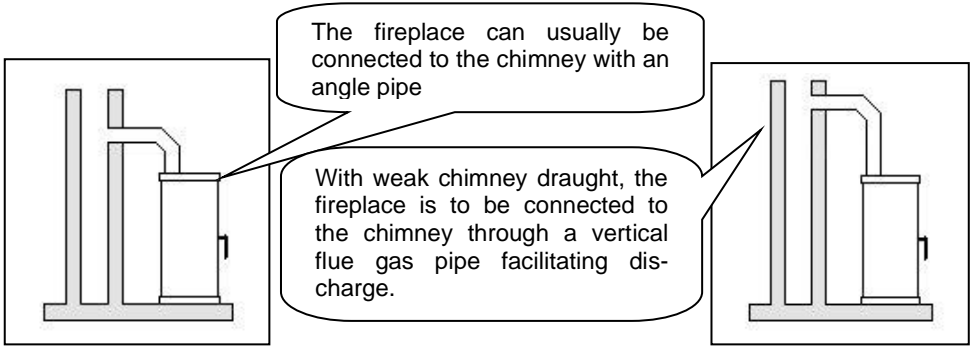 The fireplace can usually be
connected to the chimney with an
angle pipe
With weak chimney draught, the
fireplace is to be connected to
the chimney through a vertical
flue gas pipe facilitating dis-
charge.